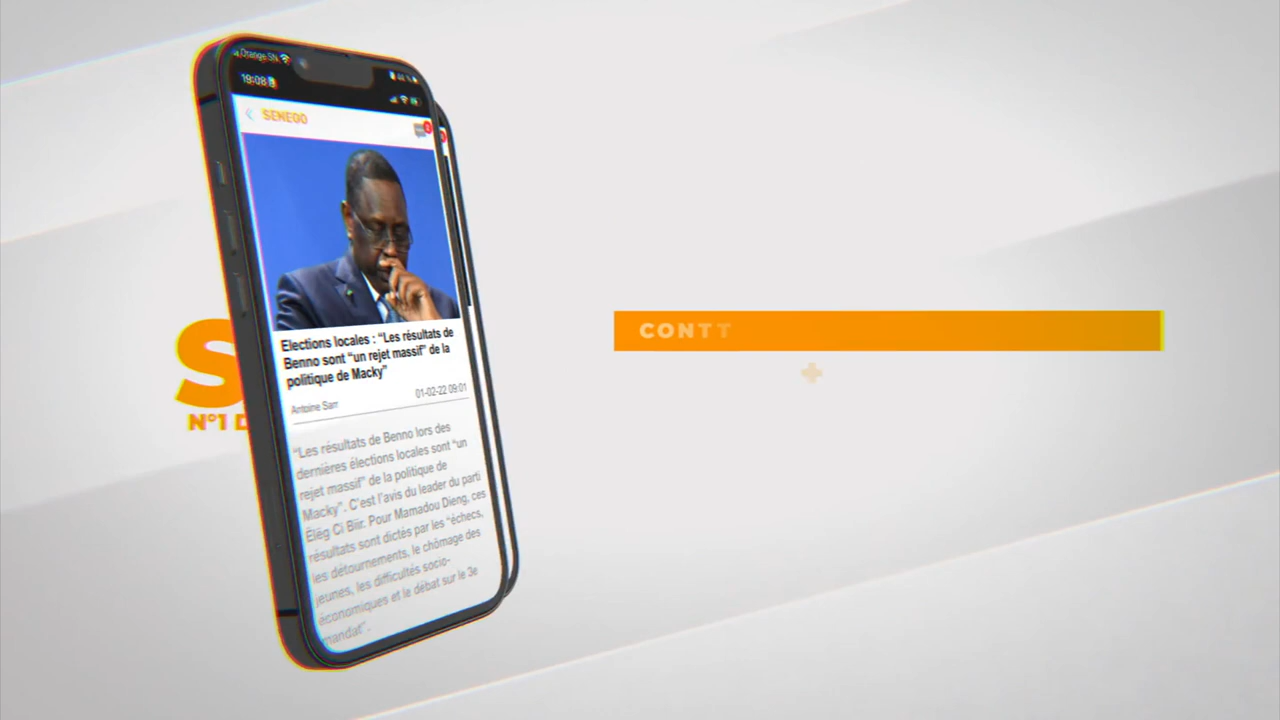 Orange SN
19:08
SENEGO
Elections locales : “Les résultats de
Benno sont “un rejet massif” de la
politique de Macky”
Antoine Sarr
01-02-22 09:01
“Les résultats de Benno lors des
dernières élections locales sont “un
rejet massif” de la politique de
Macky”. C’est l’avis du leader du parti
Ëlëg Ci Biir. Pour Mamadou Dieng, ces
résultats sont dictés par les “échecs,
les détournements, le chômage des
jeunes, les difficultés socio-
économiques et le débat sur le 3e
mandat”.
S
N°1 D
CONTT